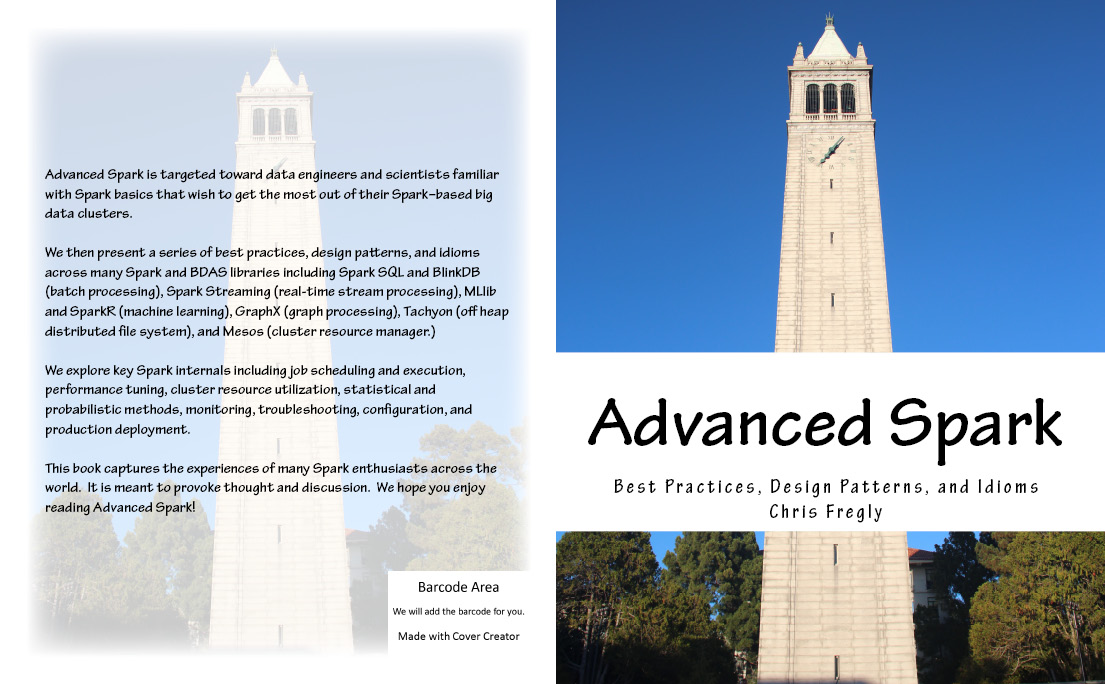 Advanced Spark is targeted toward data engineers and scientists familiar
with Spark basics that wish to get the most out of their Spark-based big
data clusters.
We then present a series of best practices, design patterns, and idioms
across many Spark and BDAS libraries including Spark SQL and BlinkDB
(batch processing), Spark Streaming (real-time stream processing), MLlib
and SparkR (machine learning), GraphX (graph processing), Tachyon (off heap
distributed file system), and Mesos (cluster resource manager.)
We explore key Spark internals including job scheduling and execution,
performance tuning, cluster resource utilization, statistical and
probabilistic methods, monitoring, troubleshooting, configuration, and
production deployment.
This book captures the experiences of many Spark enthusiasts across the
world.  It is meant to provoke thought and discussion.  We hope you enjoy
reading Advanced Spark!
Barcode Area
We will add the barcode for you.
Made with Cover Creator
Advanced Spark
Best Practices, Design Patterns, and Idioms
Chris Fregly